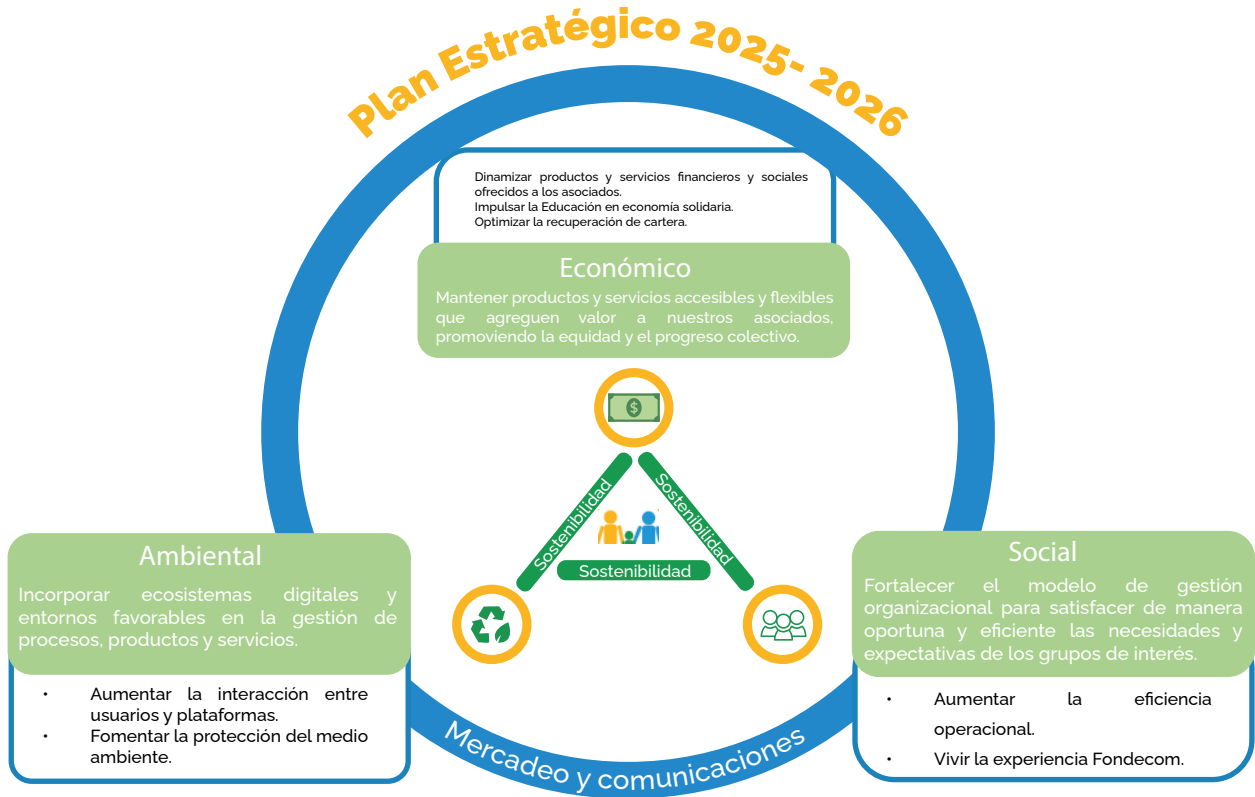 Plan Estratégico 2025- 2026
Dinamizar productos y servicios financieros y sociales
ofrecidos a los asociados.
Impulsar la Educación en economía solidaria.
Optimizar la recuperación de cartera.
Económico
Mantener productos y servicios accesibles y flexibles
que agreguen valor a nuestros asociados,
promoviendo la equidad y el progreso colectivo.
$
Sostenibilidad
Sostenibilidad
Sostenibilidad
Ambiental
Incorporar ecosistemas digitales y
entornos favorables en la gestión de
procesos, productos y servicios.
• Aumentar la interacción entre
usuarios y plataformas.
• Fomentar la protección del medio
ambiente.
Social
Fortalecer el modelo de gestión
organizacional para satisfacer de manera
oportuna y eficiente las necesidades y
expectativas de los grupos de interés.
• Aumentar la eficiencia
operacional.
• Vivir la experiencia Fondecom.
Mercadeo y comunicaciones